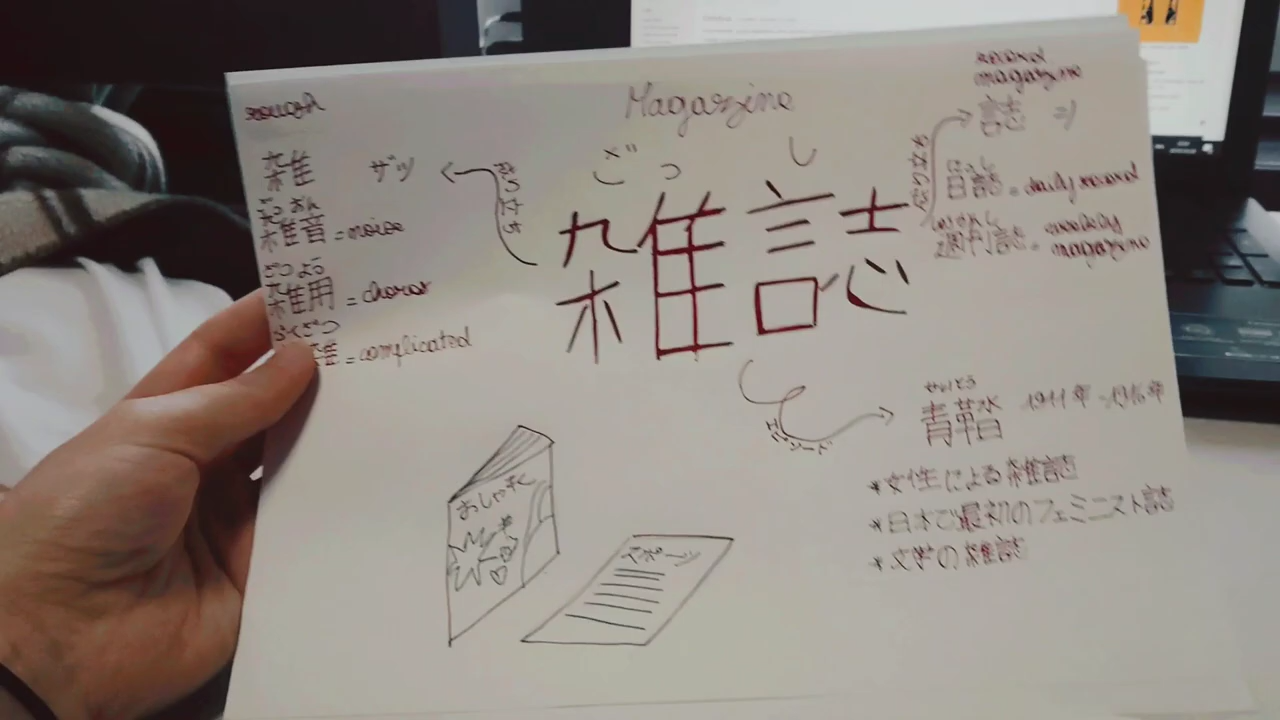 Magarzine
ざっ し
雑誌
rough
雑 ザツ
ざつおん
雑音 = noise
ざつよう
雑用 = chores
ふくざつ
雑 = complicated
record
magarzine
誌 ⇒
にっし
日誌 = daily record
しゅうかんし
週刊誌 = weekly
magarzine
エピソード
せいとう
青鞜 1911年 - 1916年
*女性による雑誌
*日本で最初のフェミニスト誌
*文学の雑誌
おしゃれ
スポーツ